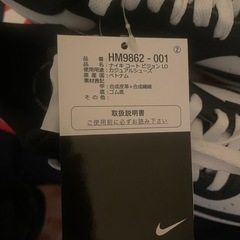 ②
品番：HM9862-001
品名：ナイキ コート ビジョン LO
使用用途：カジュアルシューズ
原産国：ベトナム
素材表記
甲：合成皮革＋合成繊維
底：ゴム底
その他：
取扱説明書
ご使用前に必ずお読み下さい